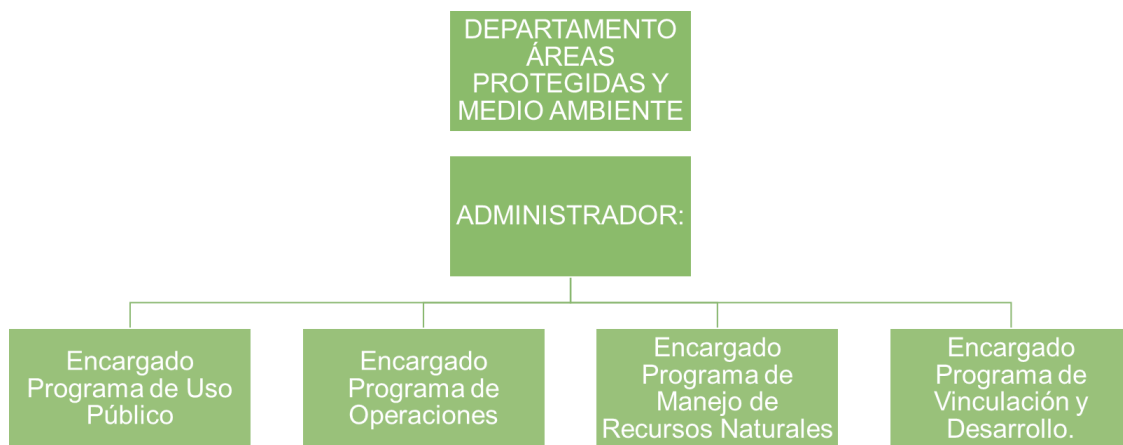 DEPARTAMENTO
ÁREAS
PROTEGIDAS Y
MEDIO AMBIENTE
ADMINISTRADOR:
Encargado
Programa de Uso
Público
Encargado
Programa de
Operaciones
Encargado
Programa de
Manejo de
Recursos Naturales
Encargado
Programa de
Vinculación y
Desarrollo.